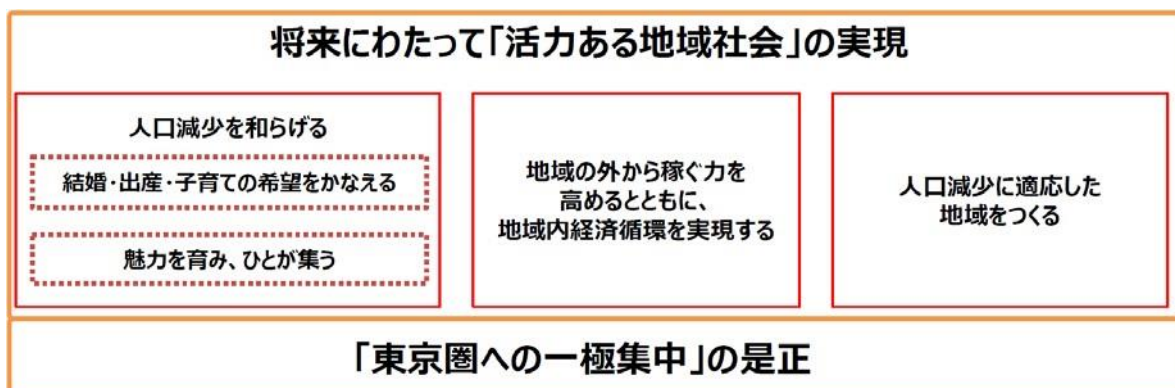 将来にわたって「活力ある地域社会」の実現
人口減少を和らげる
結婚・出産・子育ての希望をかなえる
魅力を育み、ひとが集う
地域の外から稼ぐ力を
高めるとともに、
地域内経済循環を実現する
人口減少に適応した
地域をつくる
「東京圏への一極集中」の是正